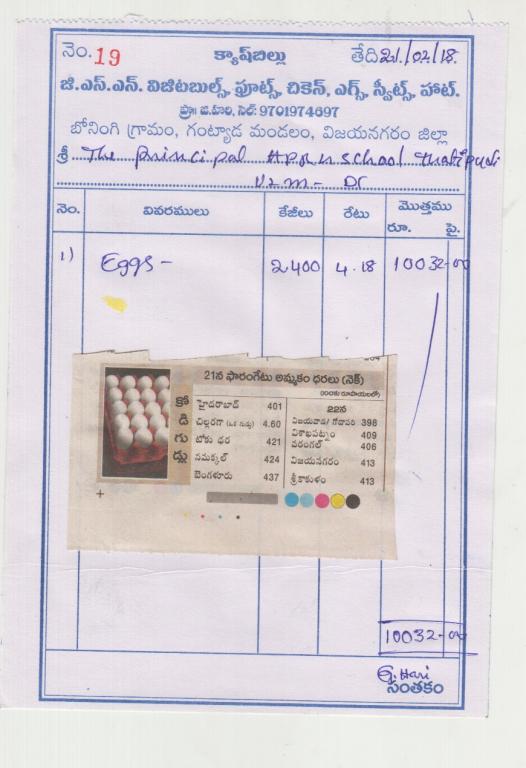 నెం. 19 క్యాష్‌బిల్లు తేది 21/02/18.
జి.ఎస్.ఎన్. విజిటబుల్స్, ఫ్రూట్స్, చికెన్, ఎగ్స్, స్వీట్స్, హాట్.
ప్రొ॥ జి.హరి, సెల్: 9701974697
బోనంగి గ్రామం, గంట్యాడ మండలం, విజయనగరం జిల్లా
శ్రీ The principal A.P.R.
school Thatipudi
Vzm - Dt
నెం. వివరములు కేజీలు రేటు మొత్తము
రూ. పై.
1) Eggs - 2400 4.18 10032-00
21న ఫారంగేటు అమ్మకం ధరలు (నెక్)
(100కు రూపాయలలో)
కోడిగుడ్లు
హైదరాబాద్ 401
చిల్లరగా (ఒక గుడ్డు) 4.60
టోకు ధర 421
నమక్కల్ 424
బెంగళూరు 437
22న
విజయవాడ/గోదావరి 398
విశాఖపట్నం 409
వరంగల్ 406
విజయనగరం 413
శ్రీకాకుళం 413
10032-00
G. Hari
సంతకం